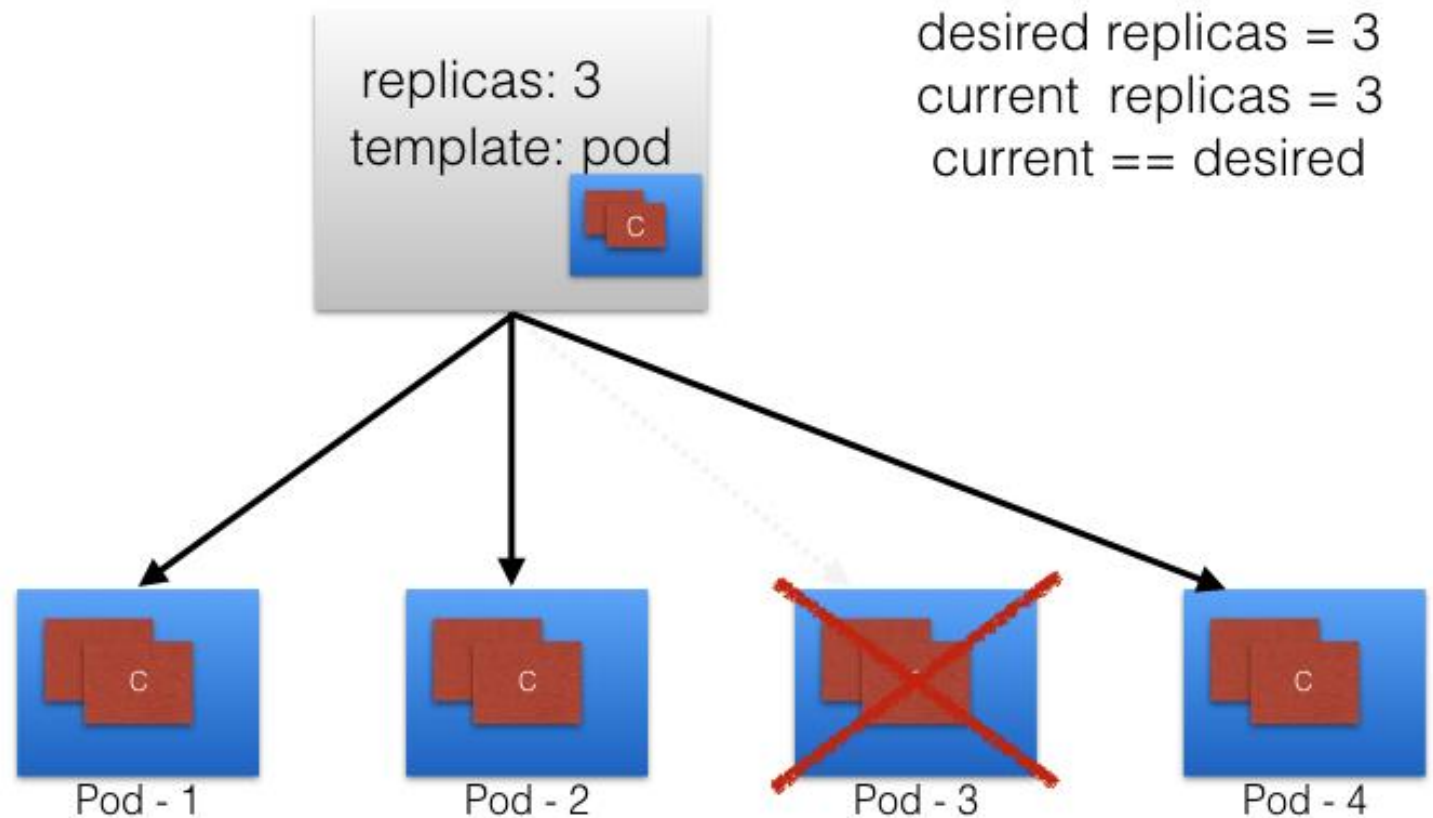 replicas: 3
template: pod
C
desired replicas = 3
current replicas = 3
current == desired
C
C
C
Pod - 1
Pod - 2
Pod - 3
Pod - 4